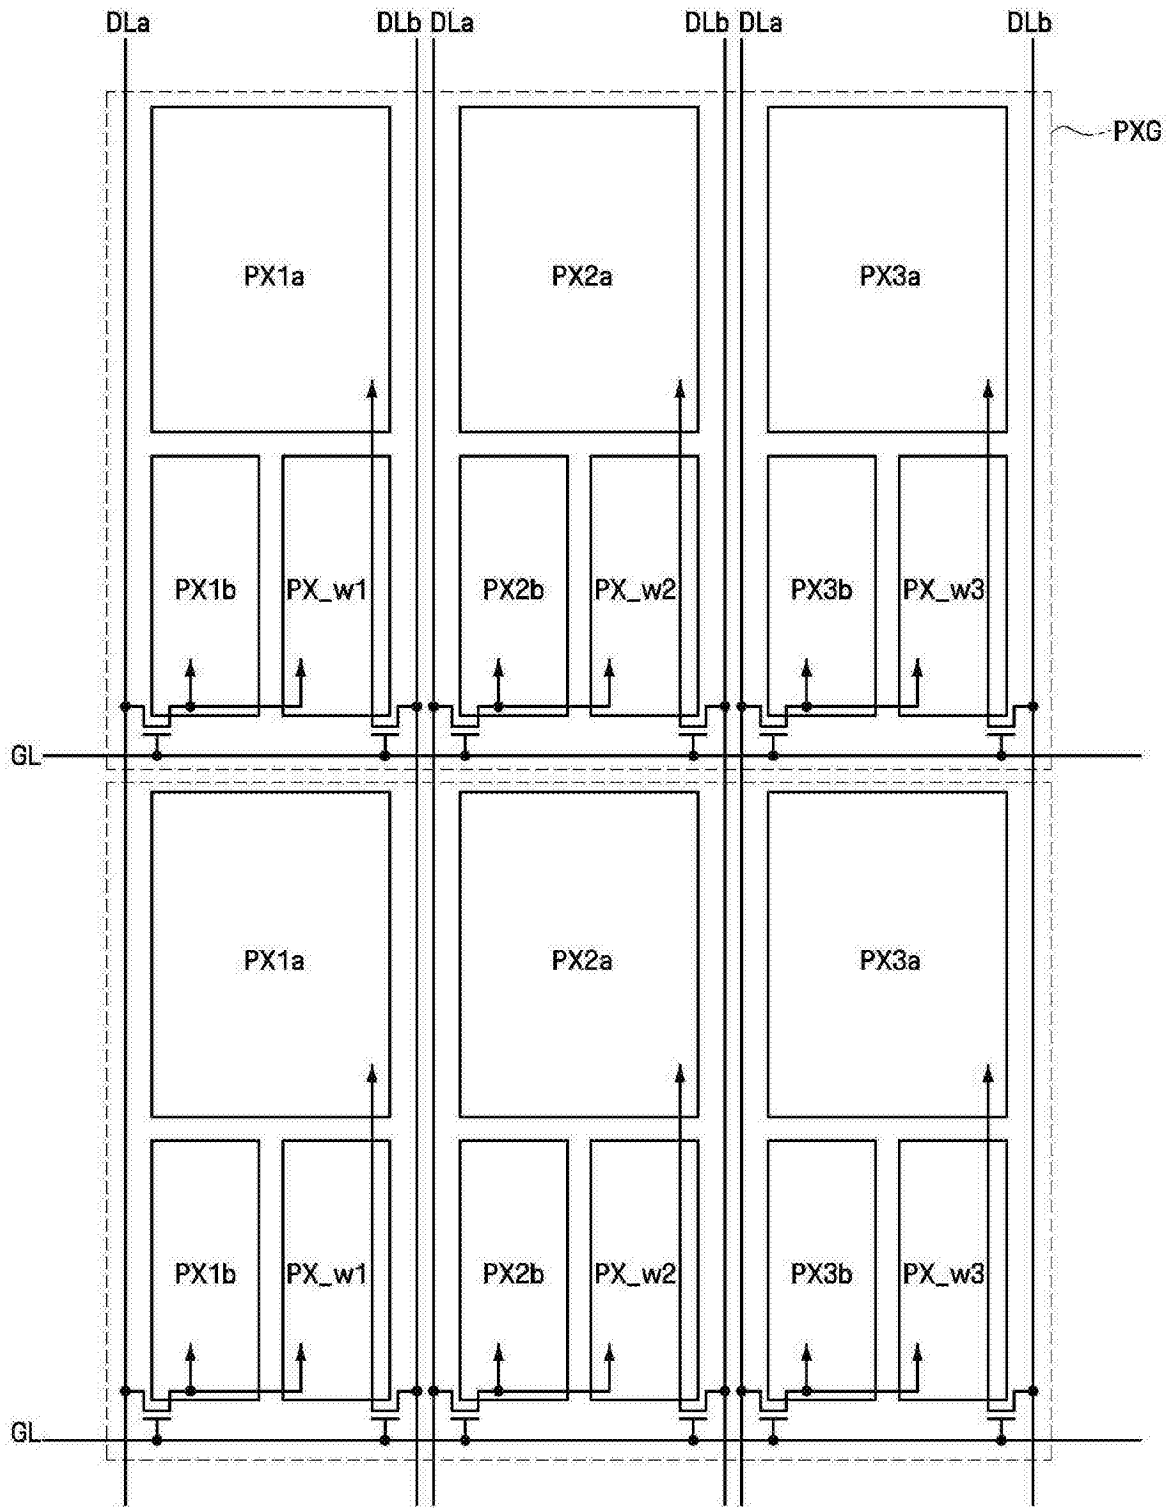 DLa DLb DLa DLb DLa DLb
PXG
PX1a PX2a PX3a
PX1b PX_w1 PX2b PX_w2 PX3b PX_w3
GL
PX1a PX2a PX3a
PX1b PX_w1 PX2b PX_w2 PX3b PX_w3
GL